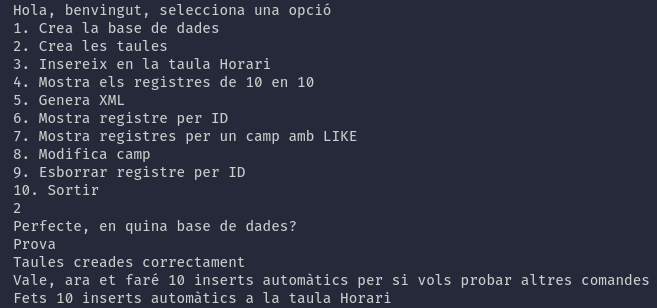 Hola, benvingut, selecciona una opció
1. Crea la base de dades
2. Crea les taules
3. Insereix en la taula Horari
4. Mostra els registres de 10 en 10
5. Genera XML
6. Mostra registre per ID
7. Mostra registres per un camp amb LIKE
8. Modifica camp
9. Esborrar registre per ID
10. Sortir
2
Perfecte, en quina base de dades?
Prova
Taules creades correctament
Vale, ara et faré 10 inserts automàtics per si vols probar altres comandes
Fets 10 inserts automàtics a la taula Horari